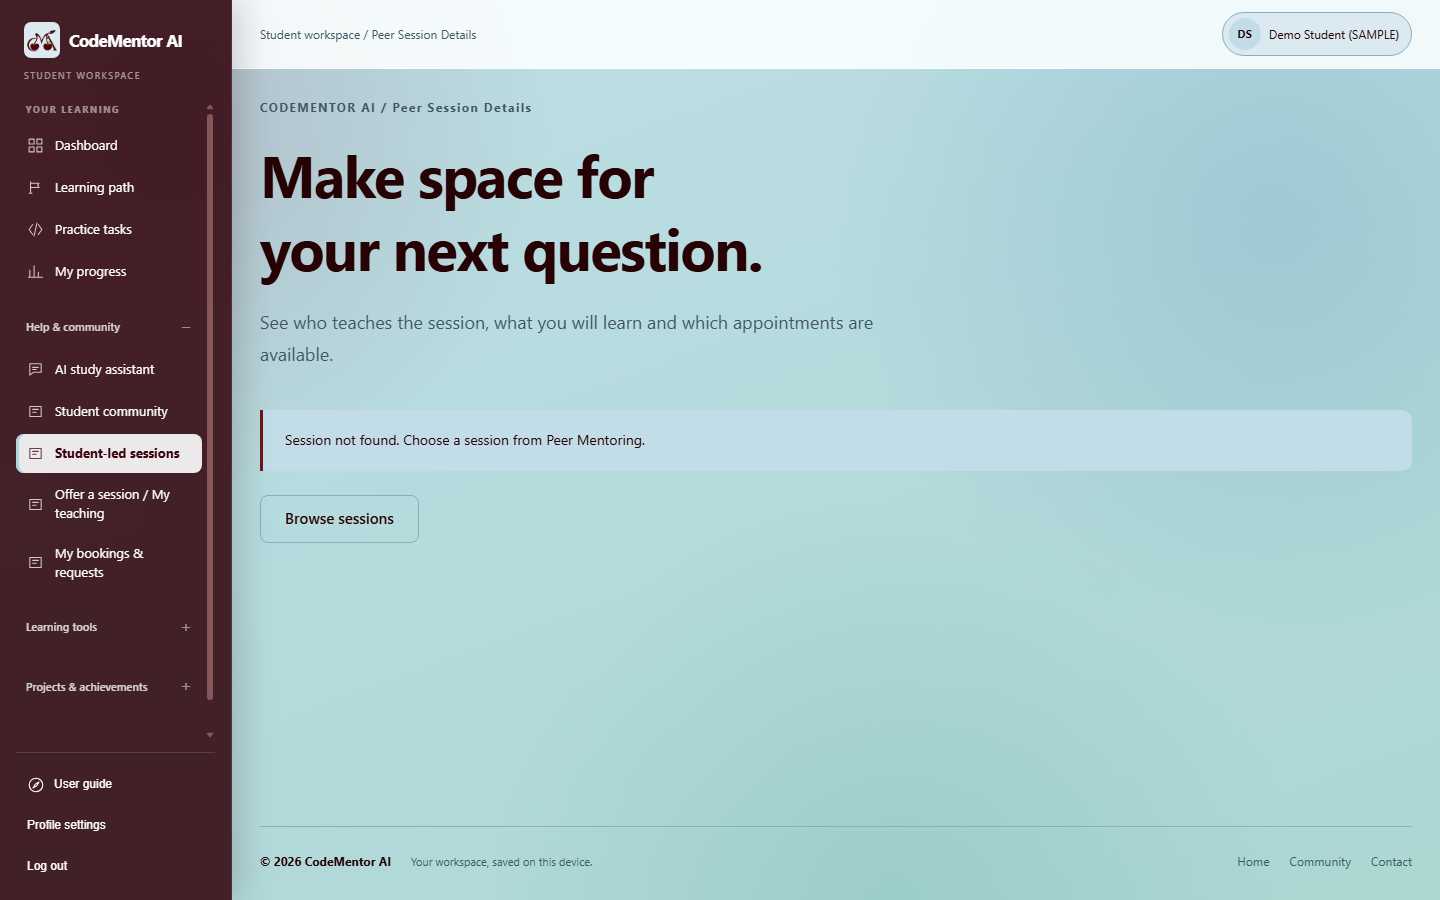 CodeMentor AI
STUDENT WORKSPACE
YOUR LEARNING
Dashboard
Learning path
Practice tasks
My progress
Help & community
AI study assistant
Student community
Student-led sessions
Offer a session / My
teaching
My bookings &
requests
Learning tools
Projects & achievements
User guide
Profile settings
Log out
Student workspace / Peer Session Details
DS Demo Student (SAMPLE)
CODEMENTOR AI / Peer Session Details
Make space for
your next question.
See who teaches the session, what you will learn and which appointments are
available.
Session not found. Choose a session from Peer Mentoring.
Browse sessions
© 2026 CodeMentor AI Your workspace, saved on this device.
Home Community Contact